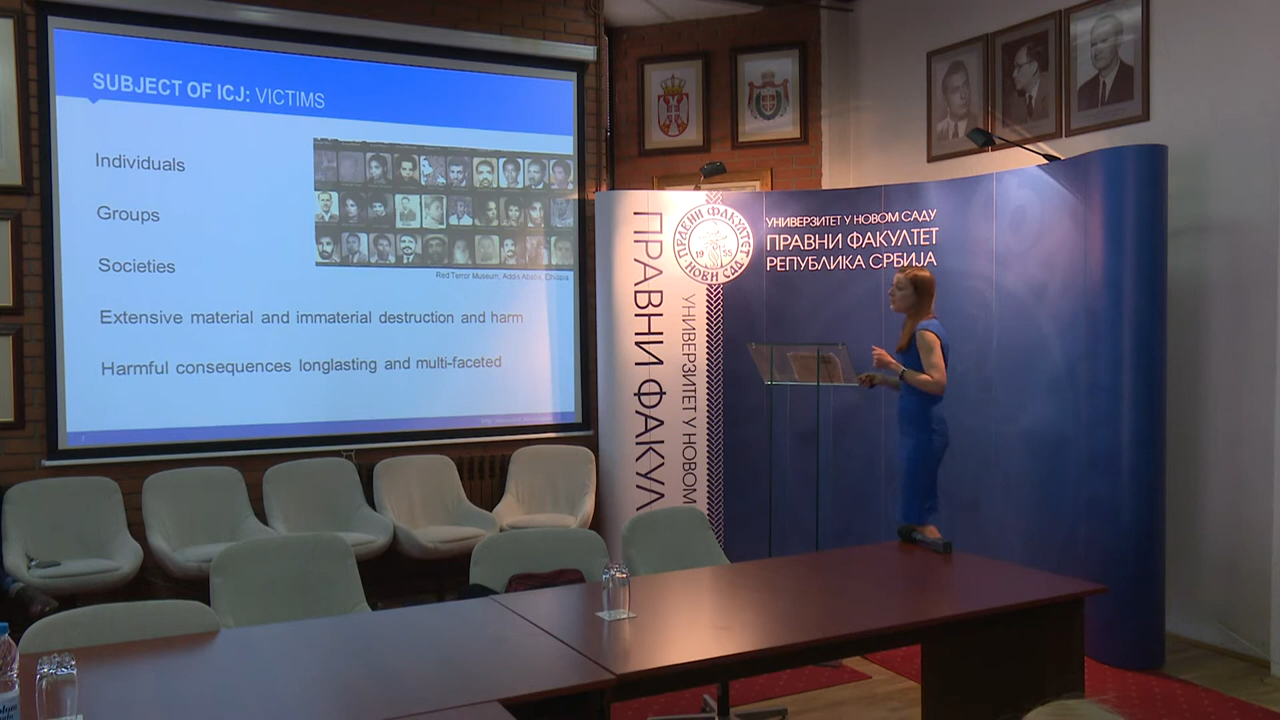 SUBJECT OF ICJ: VICTIMS
Individuals
Groups
Societies
Red Terror Museum, Addis Ababa, Ethiopia
Extensive material and immaterial destruction and harm
Harmful consequences longlasting and multi-faceted
ПРАВНИ ФАКУЛ
УНИВЕРЗИТЕТ У НОВОМ
ПРАВНИ ФАКУЛТЕТ
1955
НОВИ САД
УНИВЕРЗИТЕТ У НОВОМ САДУ
ПРАВНИ ФАКУЛТЕТ
РЕПУБЛИКА СРБИЈА